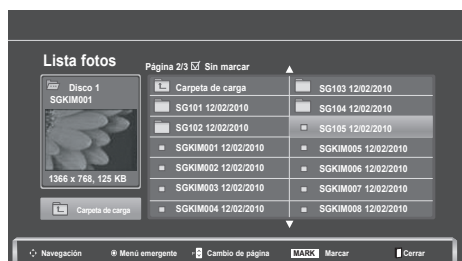 Lista fotos
Página 2/3 ☑ Sin marcar
Disco 1
SGKIM001
1366 x 768, 125 KB
Carpeta de carga
Carpeta de carga
SG101 12/02/2010
SG102 12/02/2010
SGKIM001 12/02/2010
SGKIM002 12/02/2010
SGKIM003 12/02/2010
SGKIM004 12/02/2010
SG103 12/02/2010
SG104 12/02/2010
SG105 12/02/2010
SGKIM005 12/02/2010
SGKIM006 12/02/2010
SGKIM007 12/02/2010
SGKIM008 12/02/2010
Navegación Menú emergente P Cambio de página MARK Marcar Cerrar